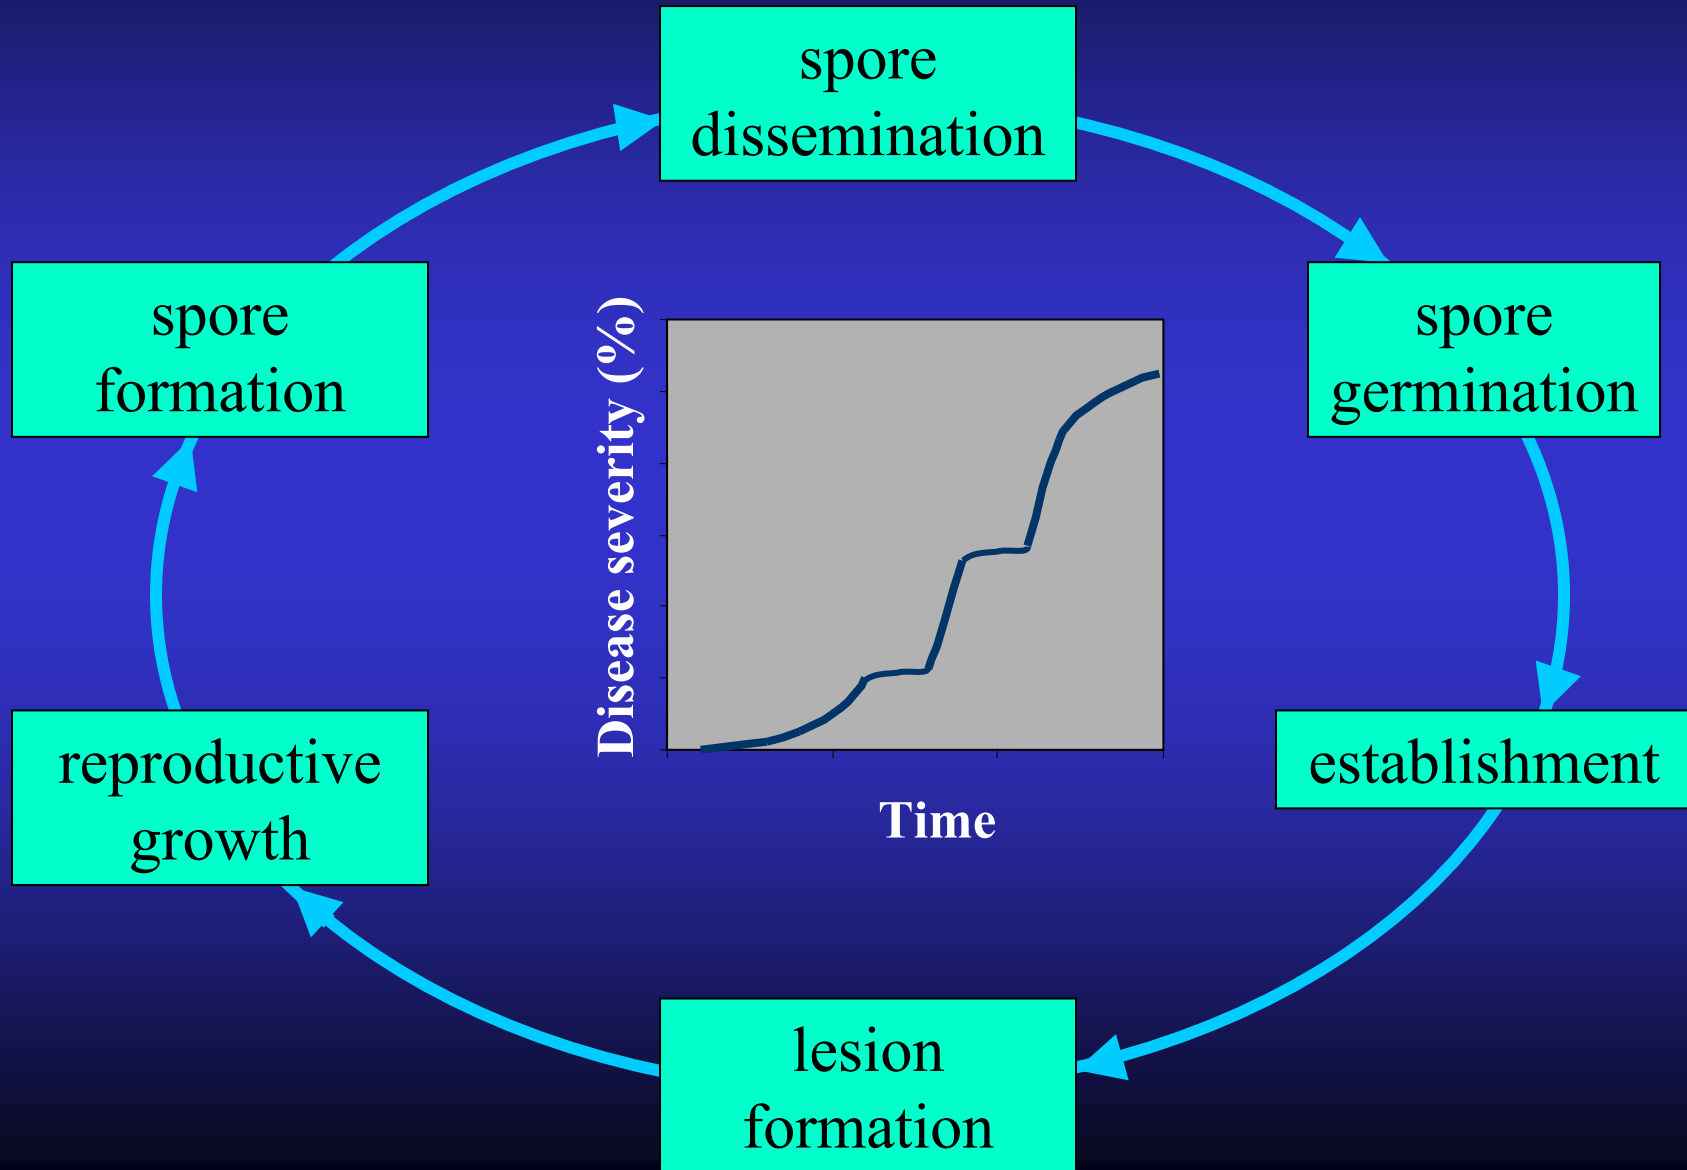 spore
dissemination
spore
germination
establishment
lesion
formation
reproductive
growth
spore
formation
Disease severity (%)
Time